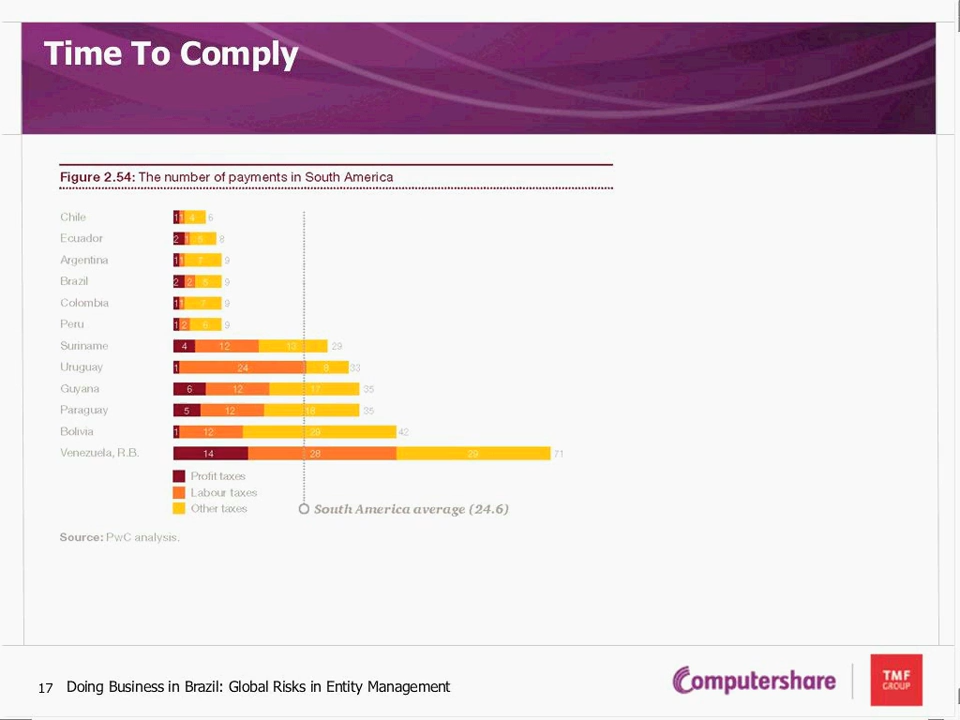 Time To Comply
Figure 2.54: The number of payments in South America
Chile 1 1 4 6
Ecuador 2 1 5 8
Argentina 1 1 7 9
Brazil 2 2 5 9
Colombia 1 1 7 9
Peru 1 2 6 9
Suriname 4 12 13 29
Uruguay 1 24 8 33
Guyana 6 12 17 35
Paraguay 5 12 18 35
Bolivia 1 12 29 42
Venezuela, R.B. 14 28 29 71
Profit taxes
Labour taxes
Other taxes
South America average (24.6)
Source: PwC analysis.
17 Doing Business in Brazil: Global Risks in Entity Management
Computershare
TMF
GROUP